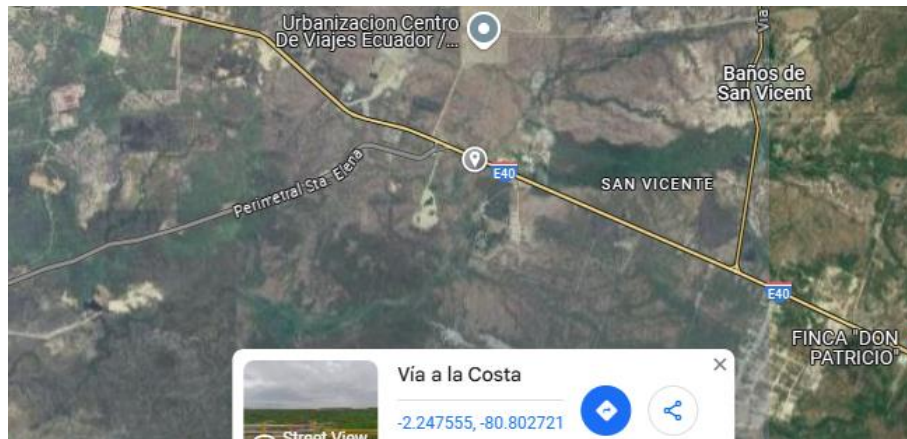 Urbanizacion Centro
De Viajes Ecuador /...
Vía
Baños de
San Vicent
E40
SAN VICENTE
Perimetral Sta. Elena
E40
FINCA "DON
PATRICIO"
Vía a la Costa
-2.247555, -80.802721
Street View